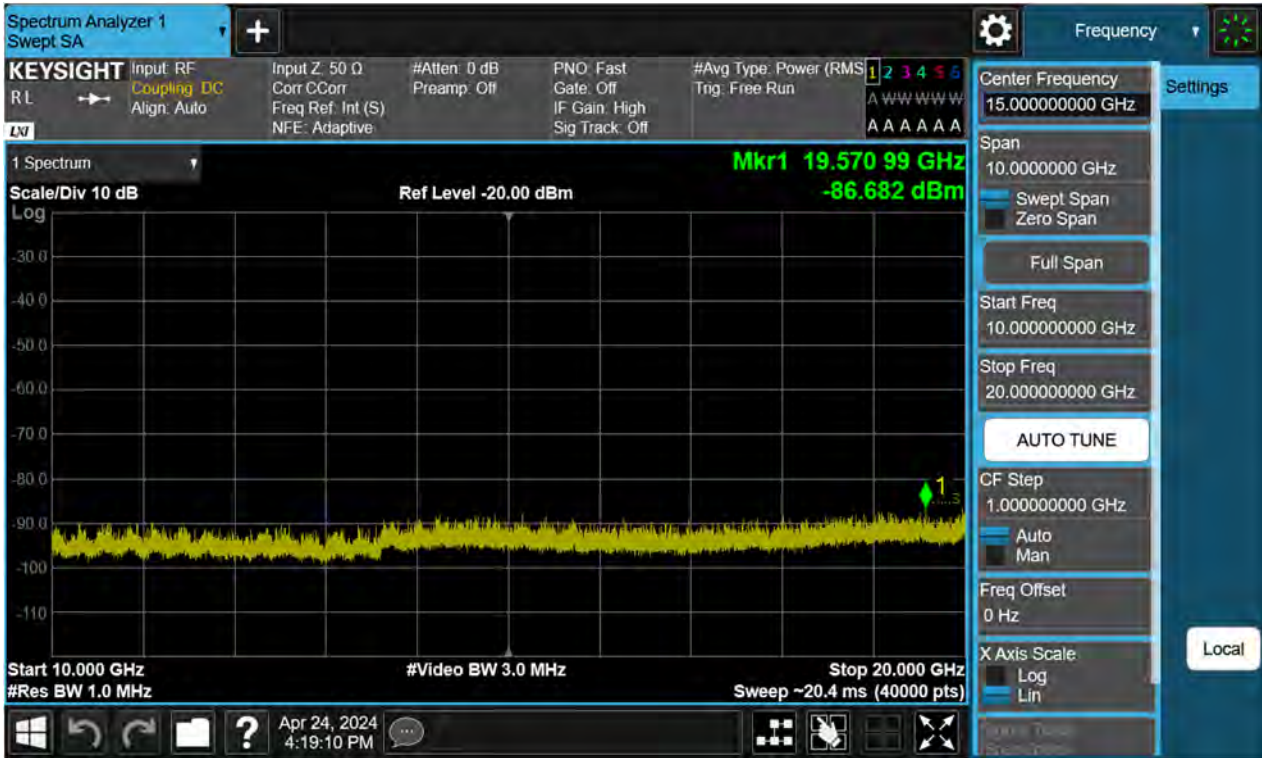 Spectrum Analyzer 1
Swept SA
+
Frequency
KEYSIGHT
R L
LXI
Input: RF
Coupling: DC
Align: Auto
Input Z: 50 Ω
Corr CCorr
Freq Ref: Int (S)
NFE: Adaptive
#Atten: 0 dB
Preamp: Off
PNO: Fast
Gate: Off
IF Gain: High
Sig Track: Off
#Avg Type: Power (RMS
Trig: Free Run
1 2 3 4 5 6
A W W W W W
A A A A A A
1 Spectrum
Mkr1 19.570 99 GHz
Scale/Div 10 dB
Ref Level -20.00 dBm
-86.682 dBm
Log
-30.0
-40.0
-50.0
-60.0
-70.0
-80.0
-90.0
-100
-110
1
Start 10.000 GHz
#Video BW 3.0 MHz
Stop 20.000 GHz
#Res BW 1.0 MHz
Sweep ~20.4 ms (40000 pts)
?
Apr 24, 2024
4:19:10 PM
Center Frequency
15.000000000 GHz
Settings
Span
10.0000000 GHz
Swept Span
Zero Span
Full Span
Start Freq
10.000000000 GHz
Stop Freq
20.000000000 GHz
AUTO TUNE
CF Step
1.000000000 GHz
Auto
Man
Freq Offset
0 Hz
X Axis Scale
Log
Lin
Local